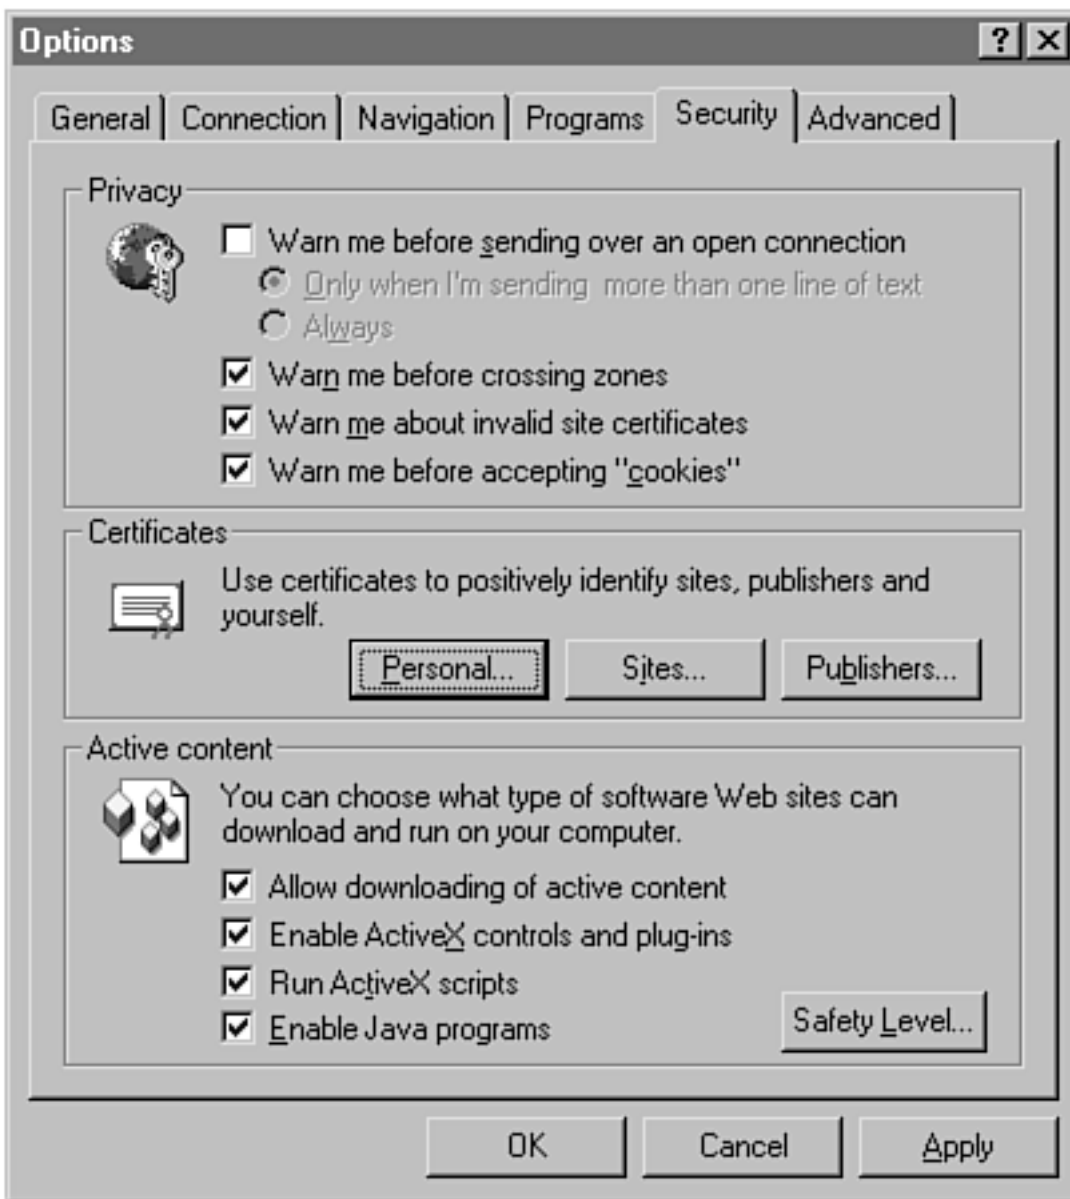 Options
General Connection Navigation Programs Security Advanced
Privacy
Warn me before sending over an open connection
Only when I'm sending more than one line of text
Always
Warn me before crossing zones
Warn me about invalid site certificates
Warn me before accepting "cookies"
Certificates
Use certificates to positively identify sites, publishers and
yourself.
Personal... Sites... Publishers...
Active content
You can choose what type of software Web sites can
download and run on your computer.
Allow downloading of active content
Enable ActiveX controls and plug-ins
Run ActiveX scripts
Enable Java programs
Safety Level...
OK Cancel Apply